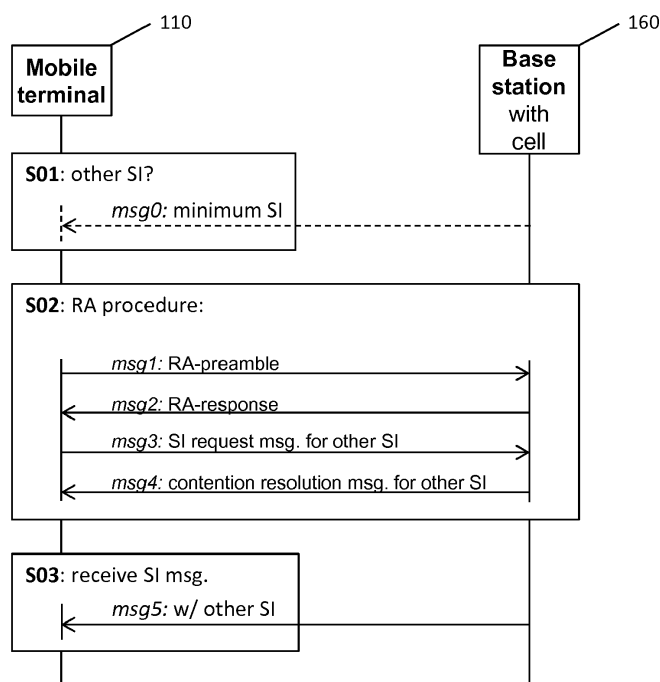 110
160
Mobile
terminal
Base
station
with
cell
S01: other SI?
msg0: minimum SI
S02: RA procedure:
msg1: RA-preamble
msg2: RA-response
msg3: SI request msg. for other SI
msg4: contention resolution msg. for other SI
S03: receive SI msg.
msg5: w/ other SI